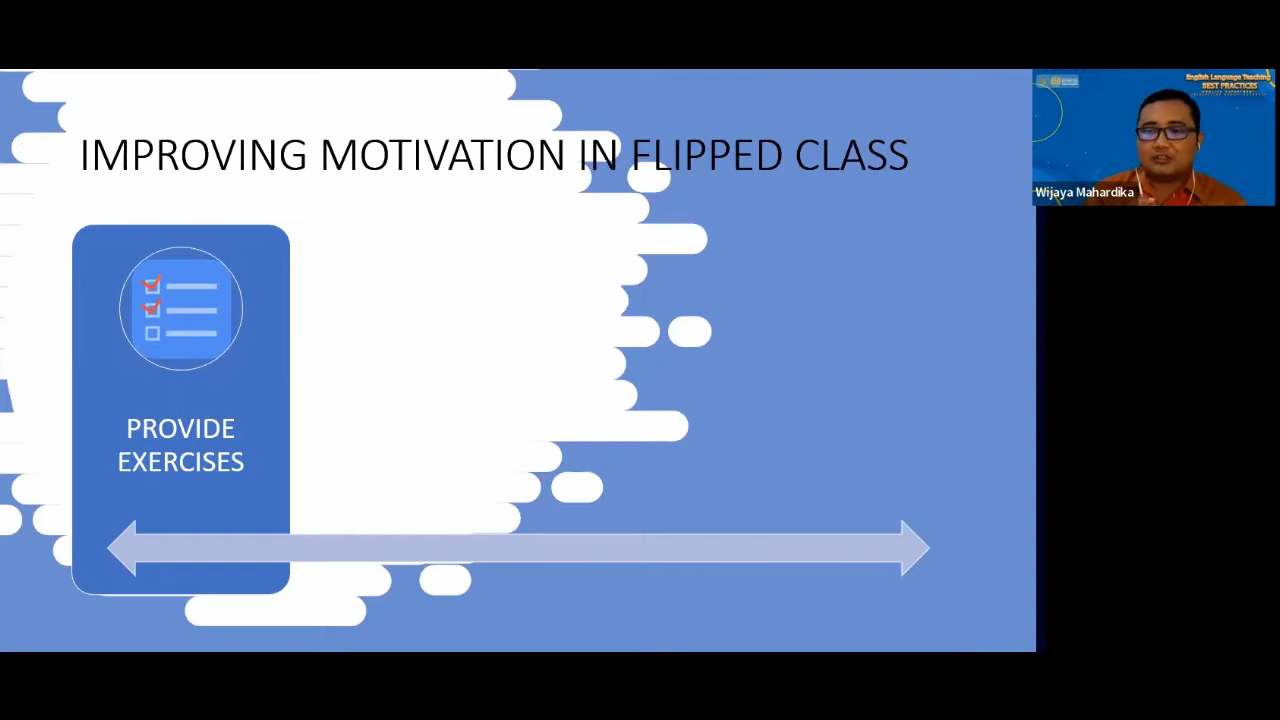 IMPROVING MOTIVATION IN FLIPPED CLASS
PROVIDE
EXERCISES
English Language Teaching
BEST PRACTICES
Wijaya Mahardika